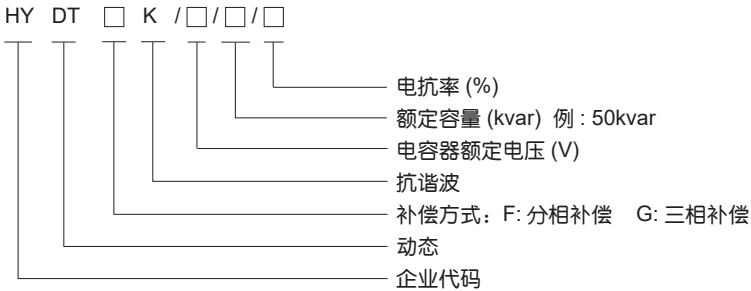 HY DT □ K /□/□/□
电抗率 (%)
额定容量 (kvar) 例 : 50kvar
电容器额定电压 (V)
抗谐波
补偿方式：F: 分相补偿 G: 三相补偿
动态
企业代码